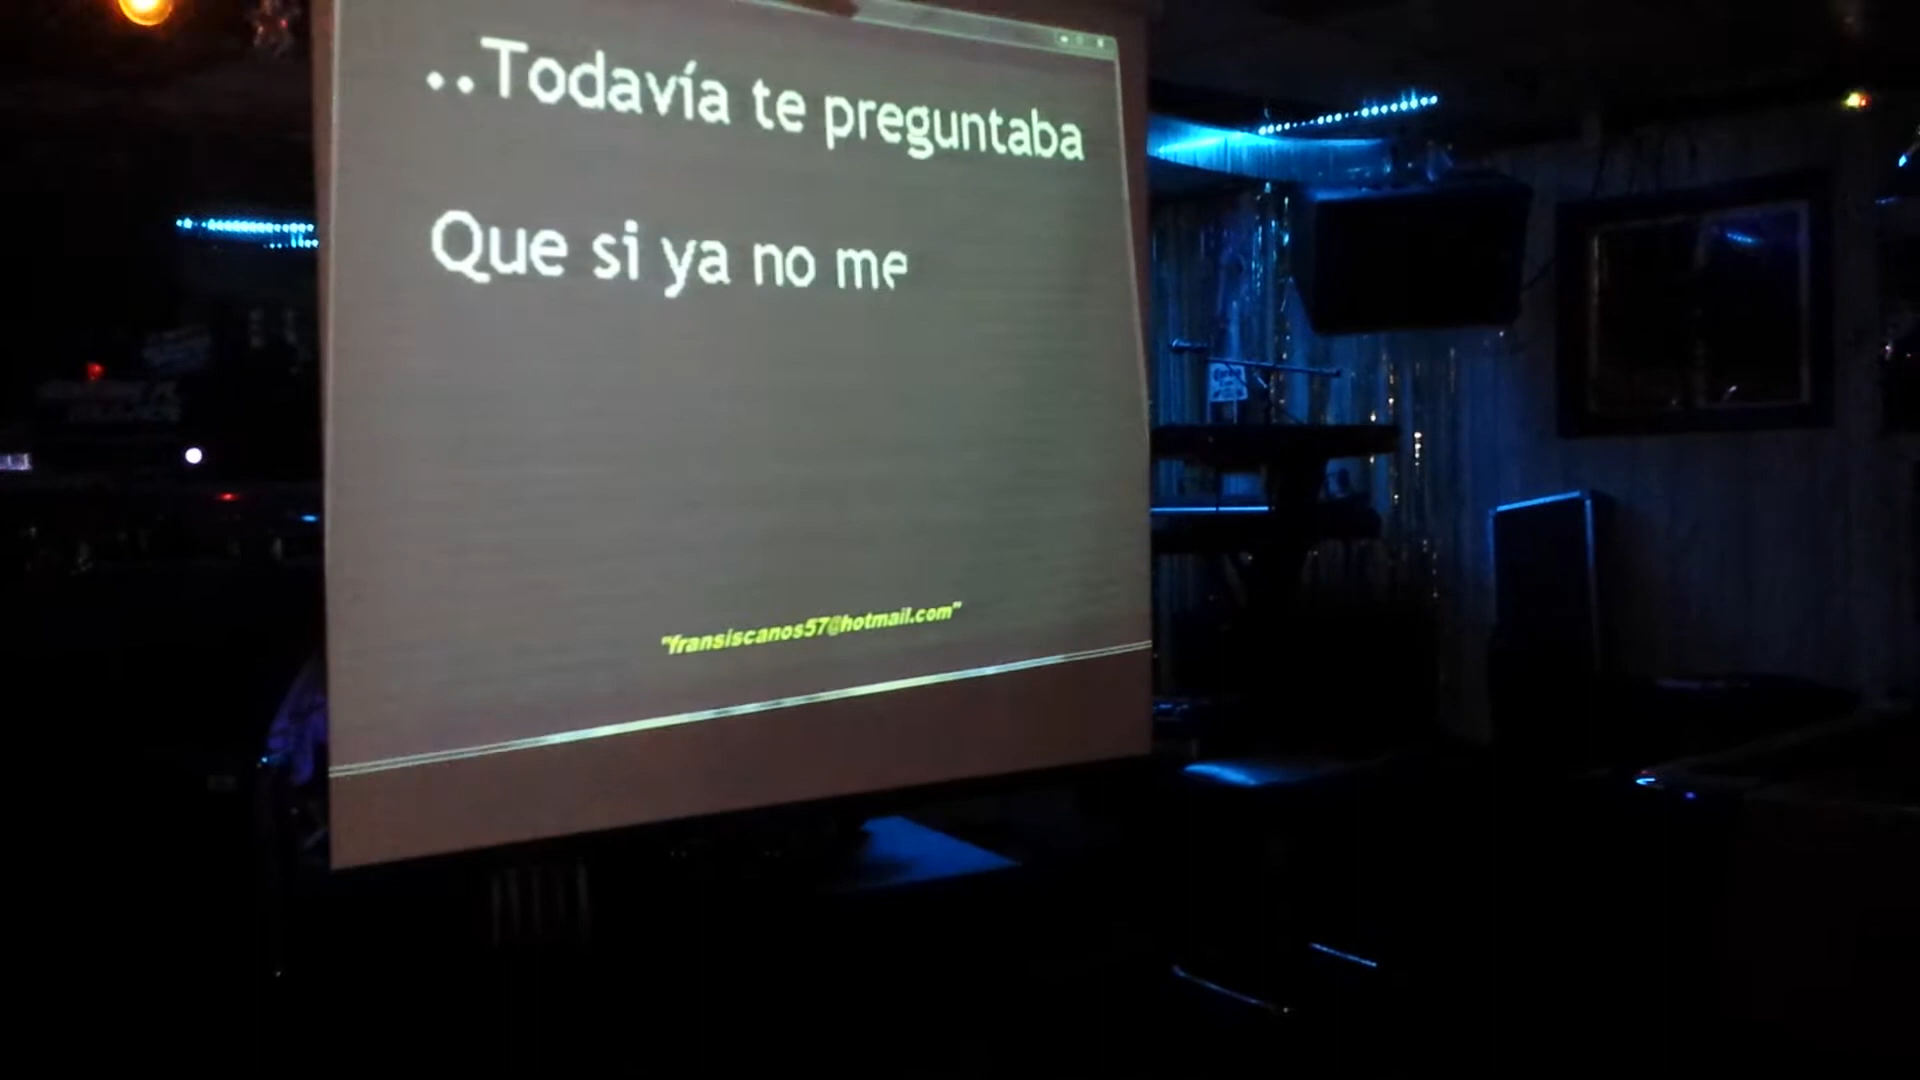 ..Todavía te preguntaba
Que si ya no me
"fransiscanos57@hotmail.com"